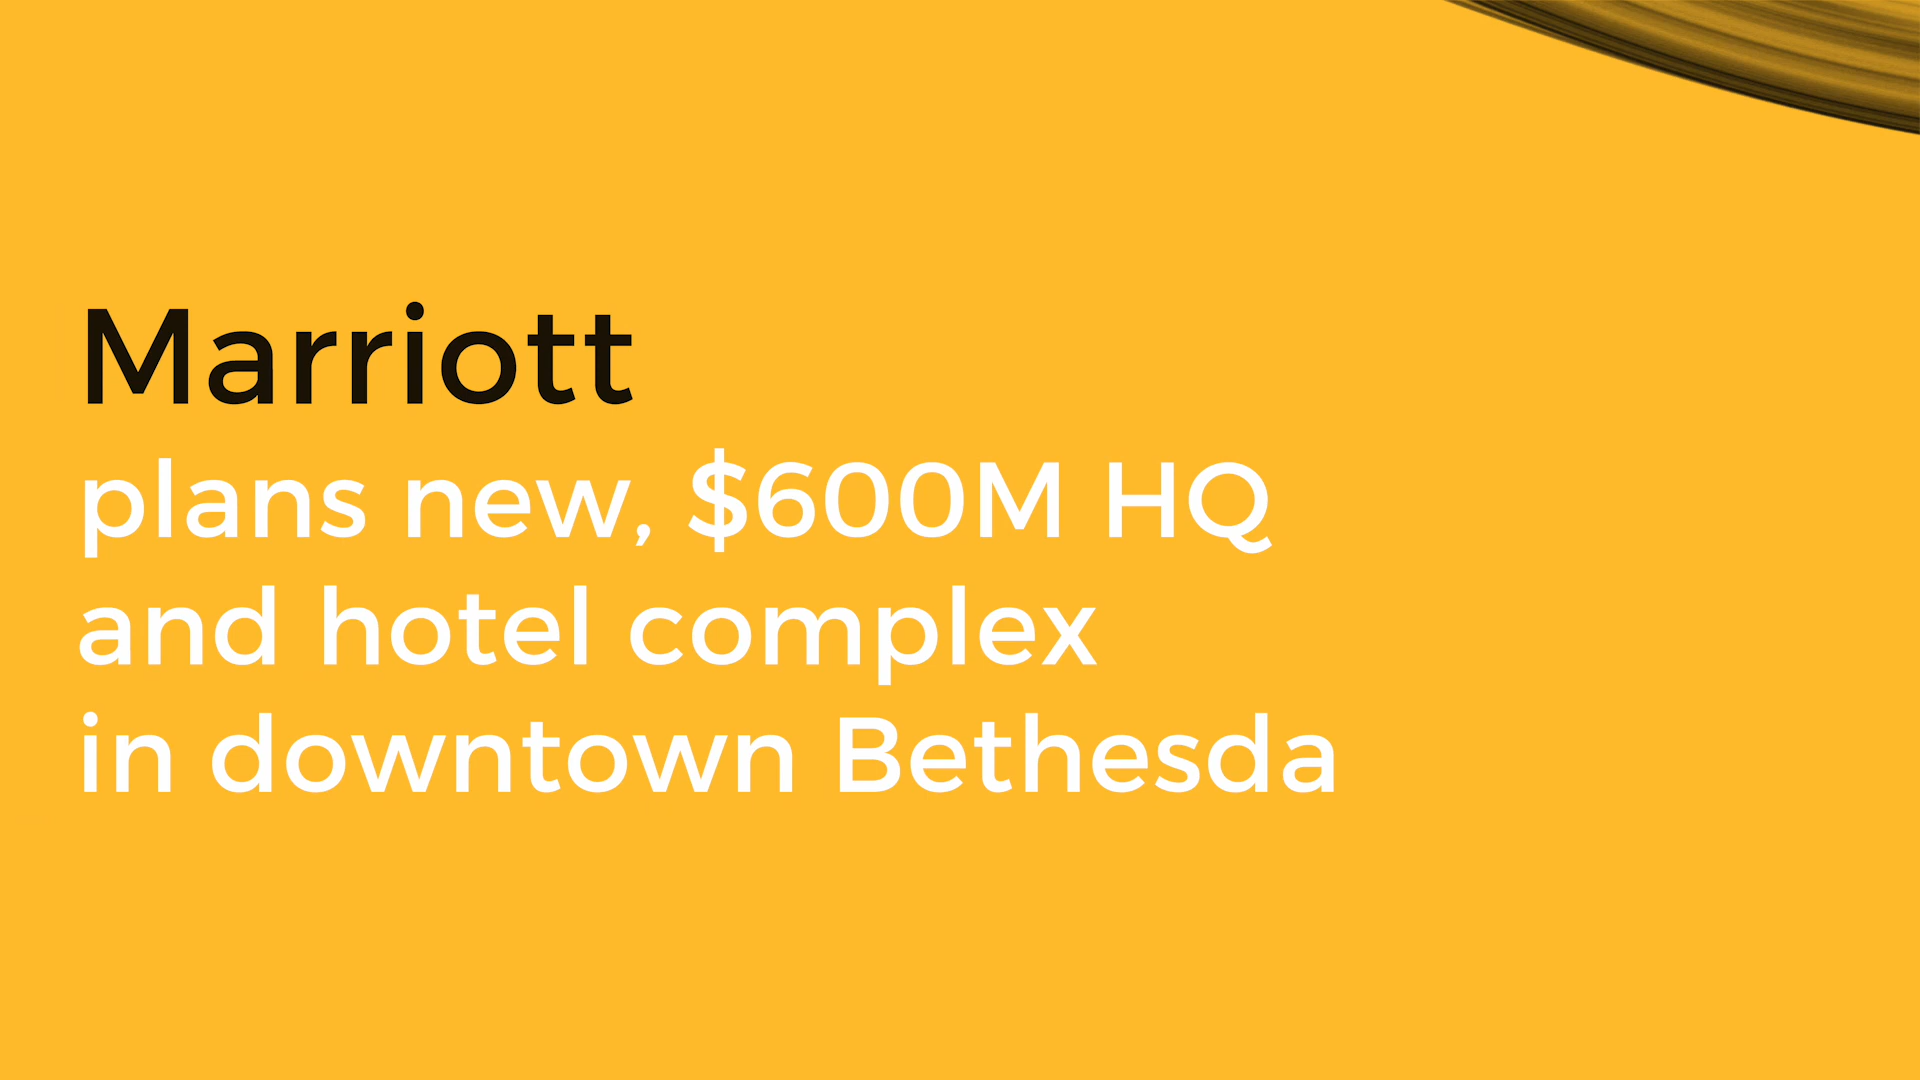 Marriott
plans new, $600M HQ
and hotel complex
in downtown Bethesda